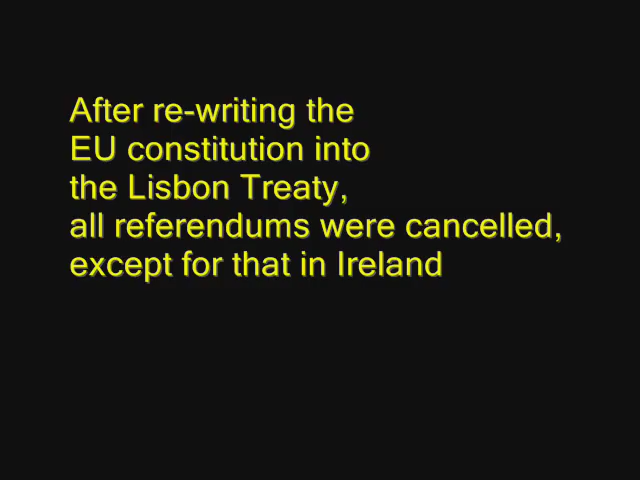 After re-writing the
EU constitution into
the Lisbon Treaty,
all referendums were cancelled,
except for that in Ireland